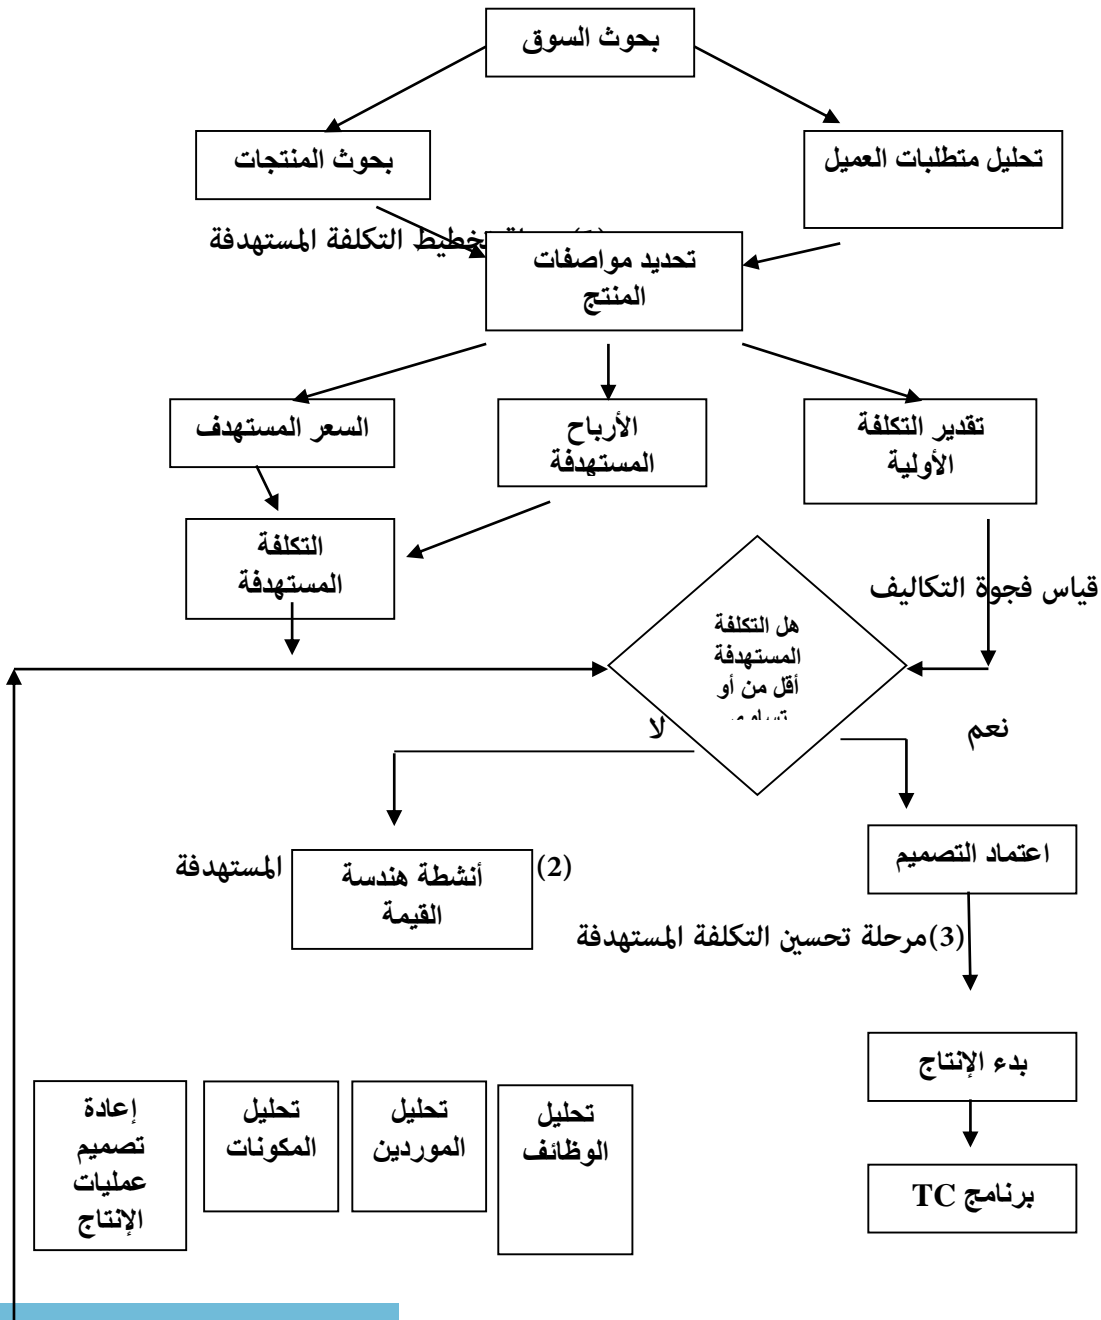 بحوث السوق
تحليل متطلبات العميل
بحوث المنتجات
تخطيط التكلفة المستهدفة
تحديد مواصفات
المنتج
تقدير التكلفة
الأولية
الأرباح
المستهدفة
السعر المستهدف
التكلفة
المستهدفة
قياس فجوة التكاليف
هل التكلفة
المستهدفة
أقل من أو
نعم
لا
اعتماد التصميم
(2)
أنشطة هندسة
القيمة
المستهدفة
(3)مرحلة تحسين التكلفة المستهدفة
بدء الإنتاج
تحليل
الوظائف
تحليل
الموردين
تحليل
المكونات
إعادة
تصميم
عمليات
الإنتاج
برنامج TC